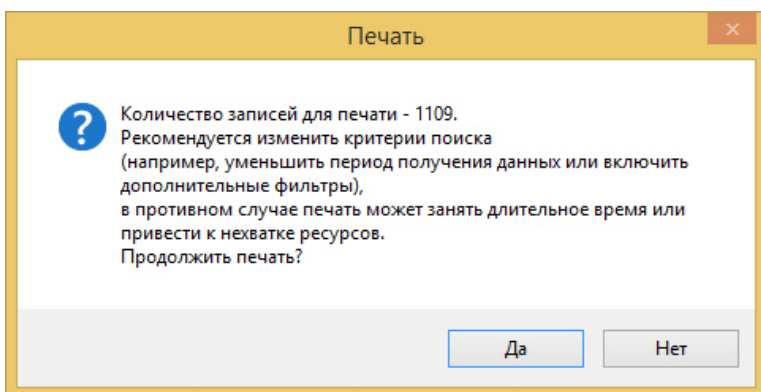 Печать
Количество записей для печати - 1109.
Рекомендуется изменить критерии поиска
(например, уменьшить период получения данных или включить
дополнительные фильтры),
в противном случае печать может занять длительное время или
привести к нехватке ресурсов.
Продолжить печать?
Да Нет